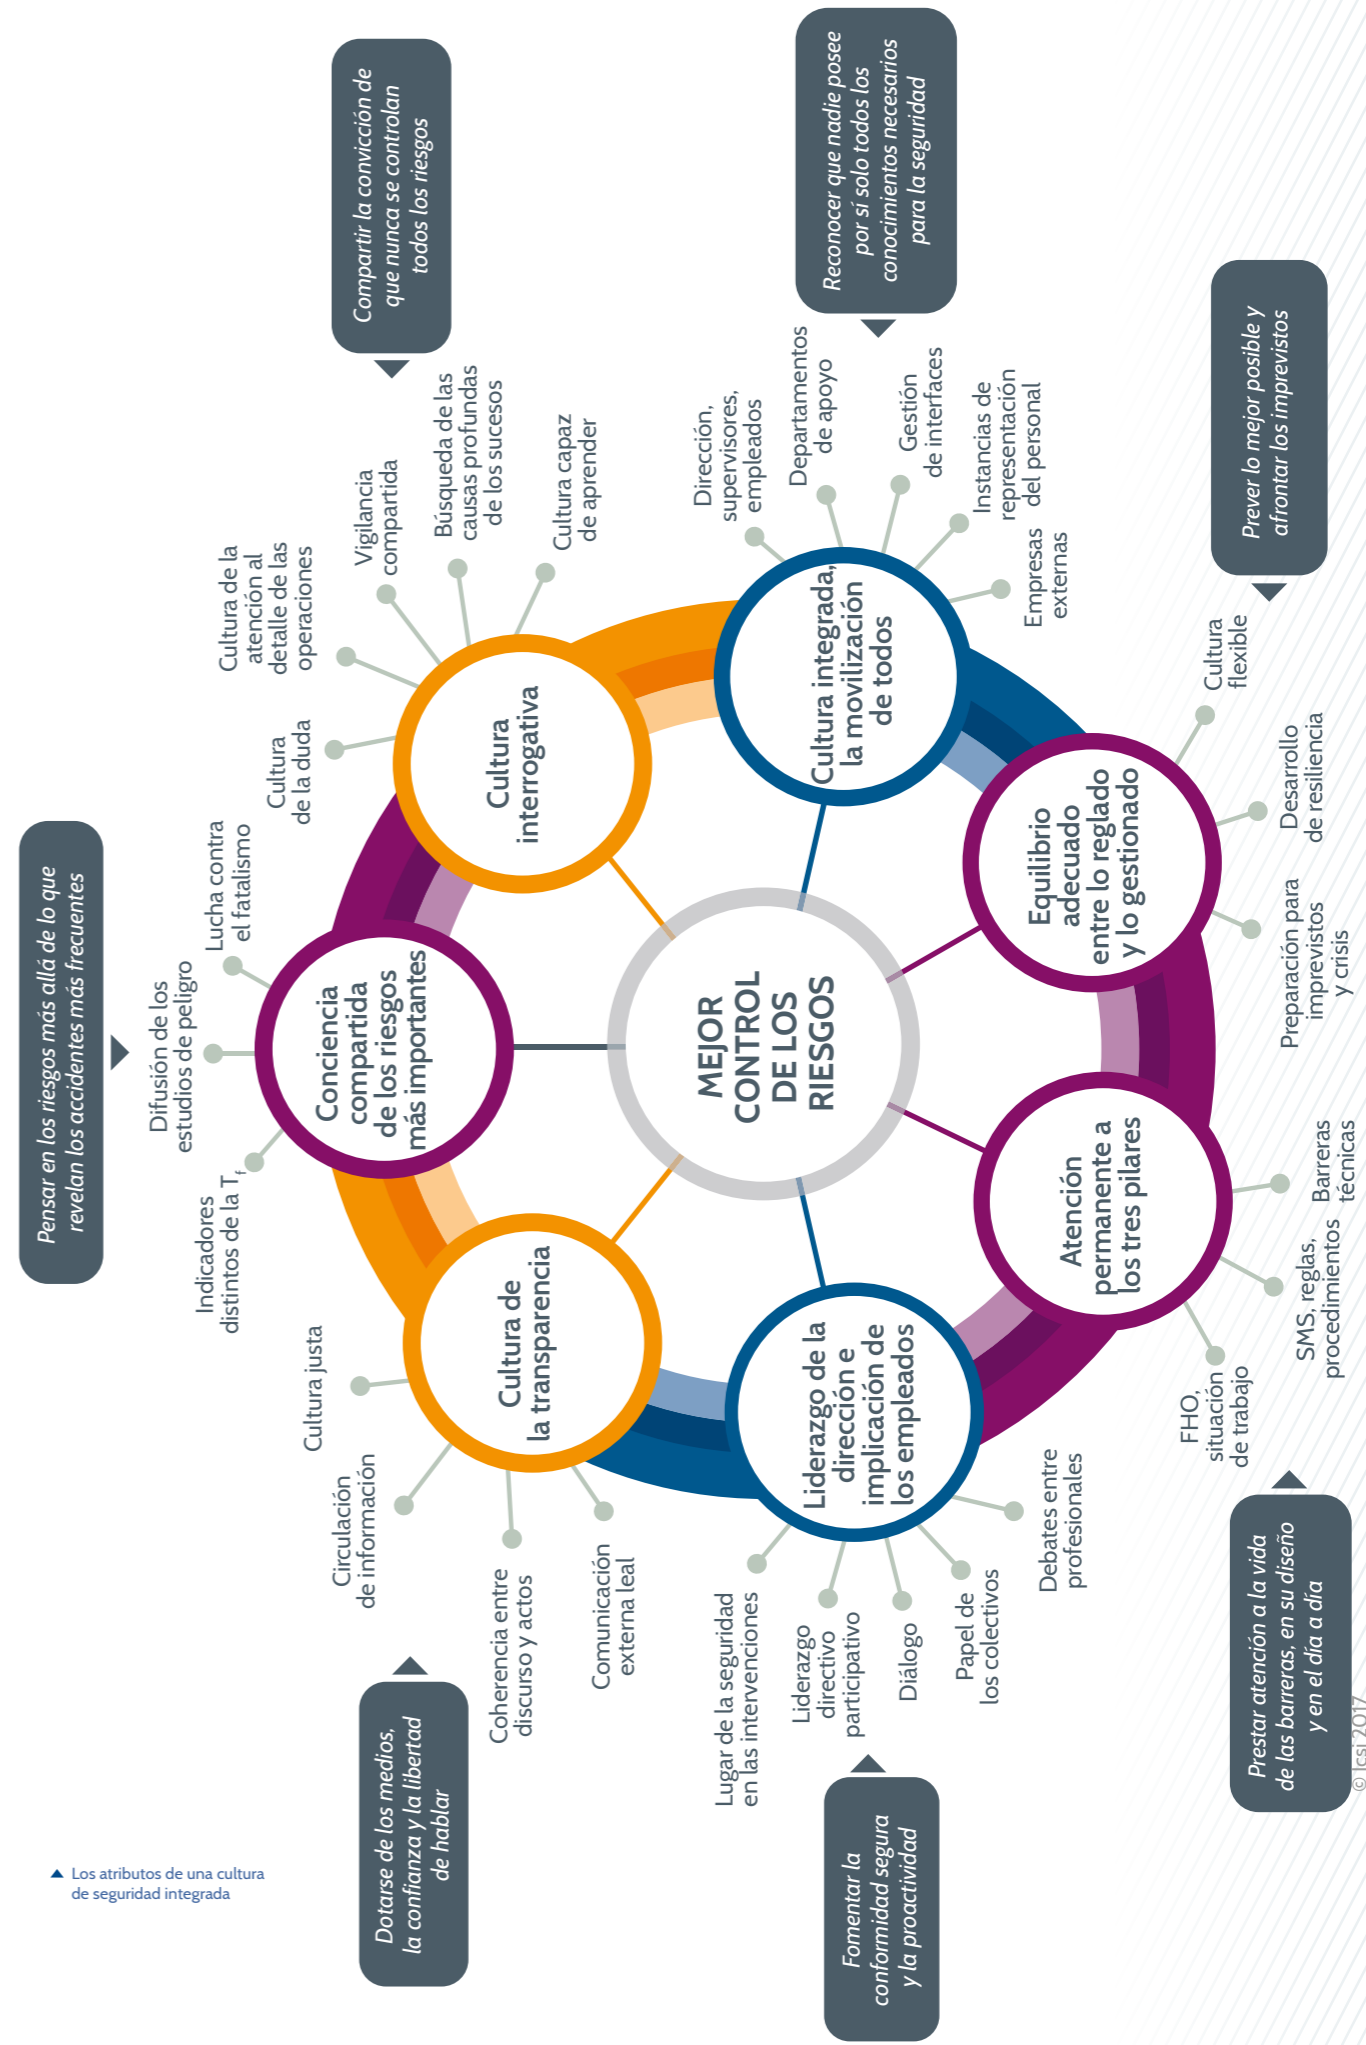 Pensar en los riesgos más allá de lo que
revelan los accidentes más frecuentes
Compartir la convicción de
que nunca se controlan
todos los riesgos
Reconocer que nadie posee
por sí solo todos los
conocimientos necesarios
para la seguridad
Prever lo mejor posible y
afrontar los imprevistos
Prestar atención a la vida
de las barreras, en su diseño
y en el día a día
Fomentar la
conformidad segura
y la proactividad
Dotarse de los medios,
la confianza y la libertad
de hablar
MEJOR
CONTROL
DE LOS
RIESGOS
Conciencia
compartida
de los riesgos
más importantes
Indicadores
distintos de la Tf
Difusión de los
estudios de peligro
Lucha contra
el fatalismo
Cultura
interrogativa
Cultura
de la duda
Cultura de la
atención al
detalle de las
operaciones
Vigilancia
compartida
Búsqueda de las
causas profundas
de los sucesos
Cultura capaz
de aprender
Cultura integrada,
la movilización
de todos
Dirección,
supervisores,
empleados
Departamentos
de apoyo
Gestión
de interfaces
Instancias de
representación
del personal
Empresas
externas
Equilibrio
adecuado
entre lo reglado
y lo gestionado
Cultura
flexible
Desarrollo
de resiliencia
Preparación para
imprevistos
y crisis
Atención
permanente a
los tres pilares
Barreras
técnicas
SMS, reglas,
procedimientos
FHO,
situación
de trabajo
Liderazgo de la
dirección e
implicación de
los empleados
Debates entre
profesionales
Papel de
los colectivos
Diálogo
Liderazgo
directivo
participativo
Lugar de la seguridad
en las intervenciones
Cultura de
la transparencia
Comunicación
externa leal
Coherencia entre
discurso y actos
Circulación
de información
Cultura justa
Los atributos de una cultura
de seguridad integrada
© Icsi 2017